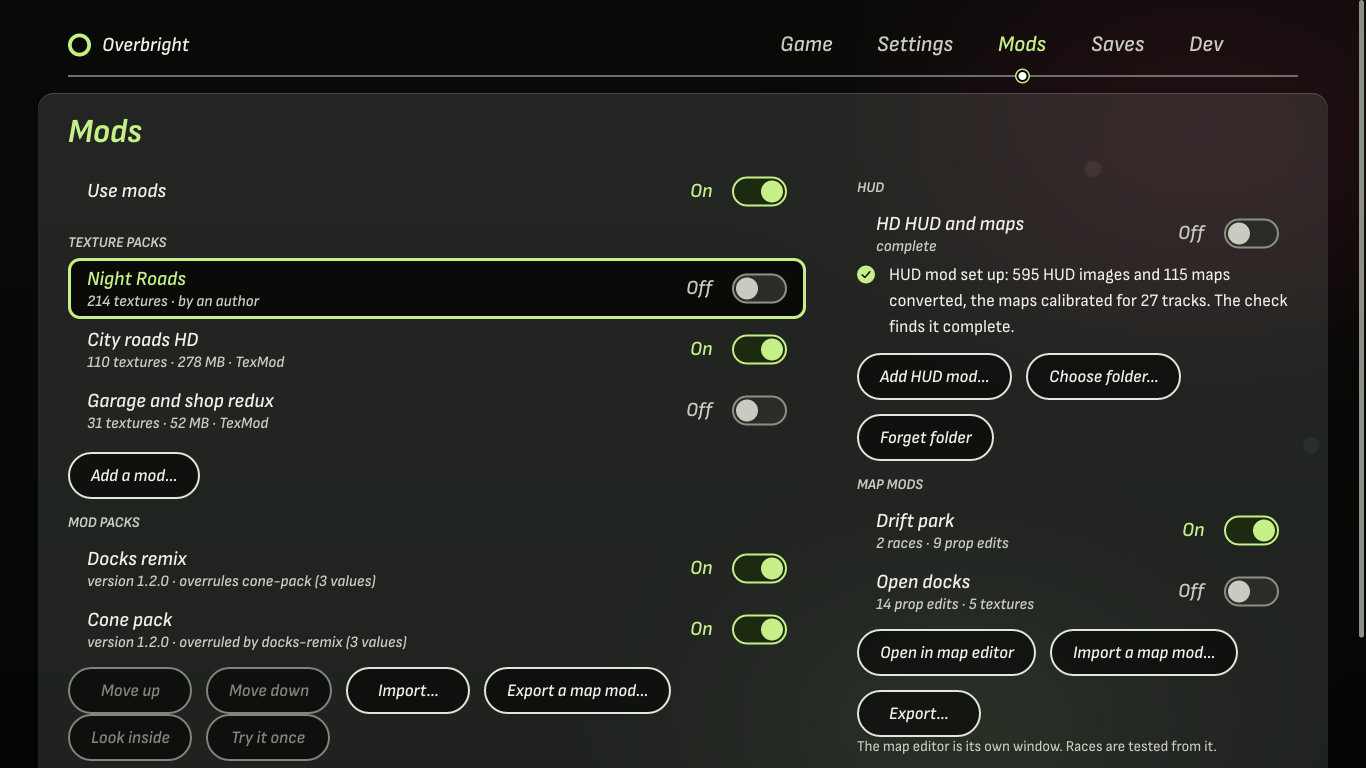 Overbright
Game
Settings
Mods
Saves
Dev
Mods
Use mods
On
TEXTURE PACKS
Night Roads
214 textures · by an author
Off
City roads HD
110 textures · 278 MB · TexMod
On
Garage and shop redux
31 textures · 52 MB · TexMod
Off
Add a mod...
MOD PACKS
Docks remix
version 1.2.0 · overrules cone-pack (3 values)
On
Cone pack
version 1.2.0 · overruled by docks-remix (3 values)
On
Move up
Move down
Import...
Export a map mod...
Look inside
Try it once
HUD
HD HUD and maps
complete
Off
HUD mod set up: 595 HUD images and 115 maps
converted, the maps calibrated for 27 tracks. The check
finds it complete.
Add HUD mod...
Choose folder...
Forget folder
MAP MODS
Drift park
2 races · 9 prop edits
On
Open docks
14 prop edits · 5 textures
Off
Open in map editor
Import a map mod...
Export...
The map editor is its own window. Races are tested from it.